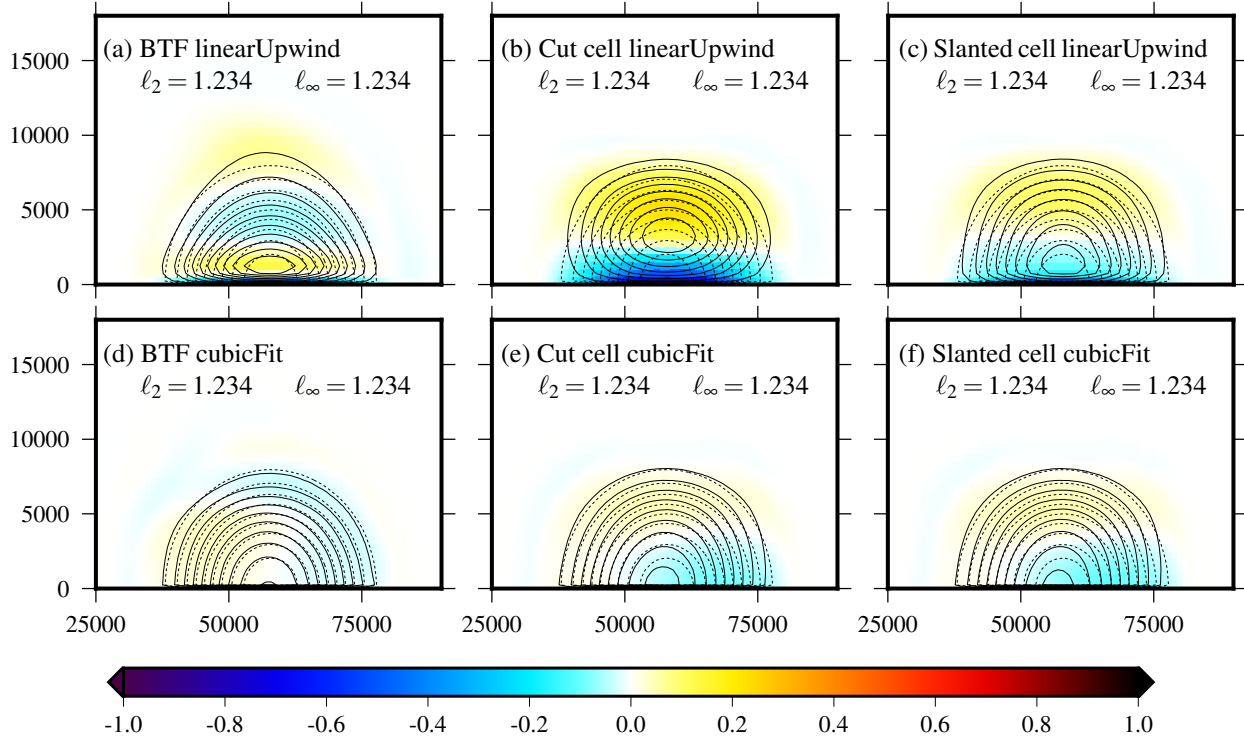 (a) BTF linearUpwind
ℓ₂ = 1.234 ℓ∞ = 1.234
(b) Cut cell linearUpwind
ℓ₂ = 1.234 ℓ∞ = 1.234
(c) Slanted cell linearUpwind
ℓ₂ = 1.234 ℓ∞ = 1.234
15000
10000
5000
0
(d) BTF cubicFit
ℓ₂ = 1.234 ℓ∞ = 1.234
(e) Cut cell cubicFit
ℓ₂ = 1.234 ℓ∞ = 1.234
(f) Slanted cell cubicFit
ℓ₂ = 1.234 ℓ∞ = 1.234
15000
10000
5000
0
25000 50000 75000 25000 50000 75000 25000 50000 75000
-1.0 -0.8 -0.6 -0.4 -0.2 0.0 0.2 0.4 0.6 0.8 1.0